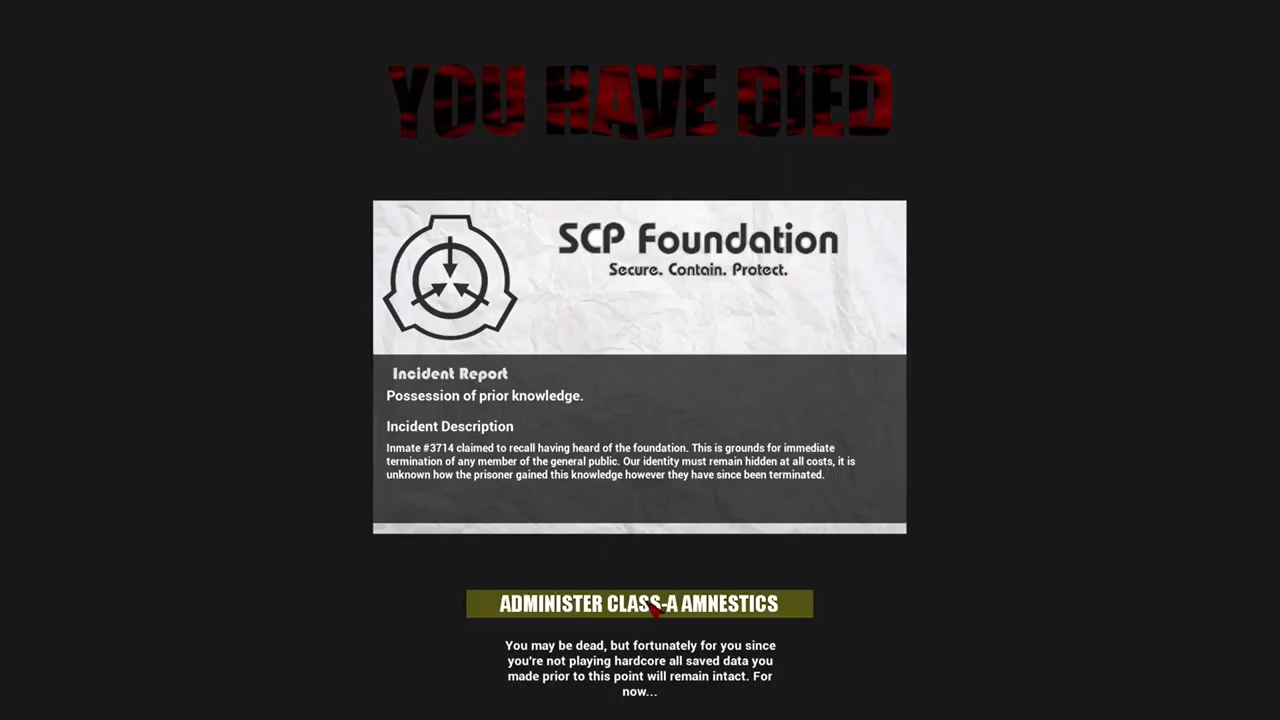 YOU HAVE DIED
SCP Foundation
Secure. Contain. Protect.
Incident Report
Possession of prior knowledge.
Incident Description
Inmate #3714 claimed to recall having heard of the foundation. This is grounds for immediate
termination of any member of the general public. Our identity must remain hidden at all costs, it is
unknown how the prisoner gained this knowledge however they have since been terminated.
ADMINISTER CLASS-A AMNESTICS
You may be dead, but fortunately for you since
you're not playing hardcore all saved data you
made prior to this point will remain intact. For
now...